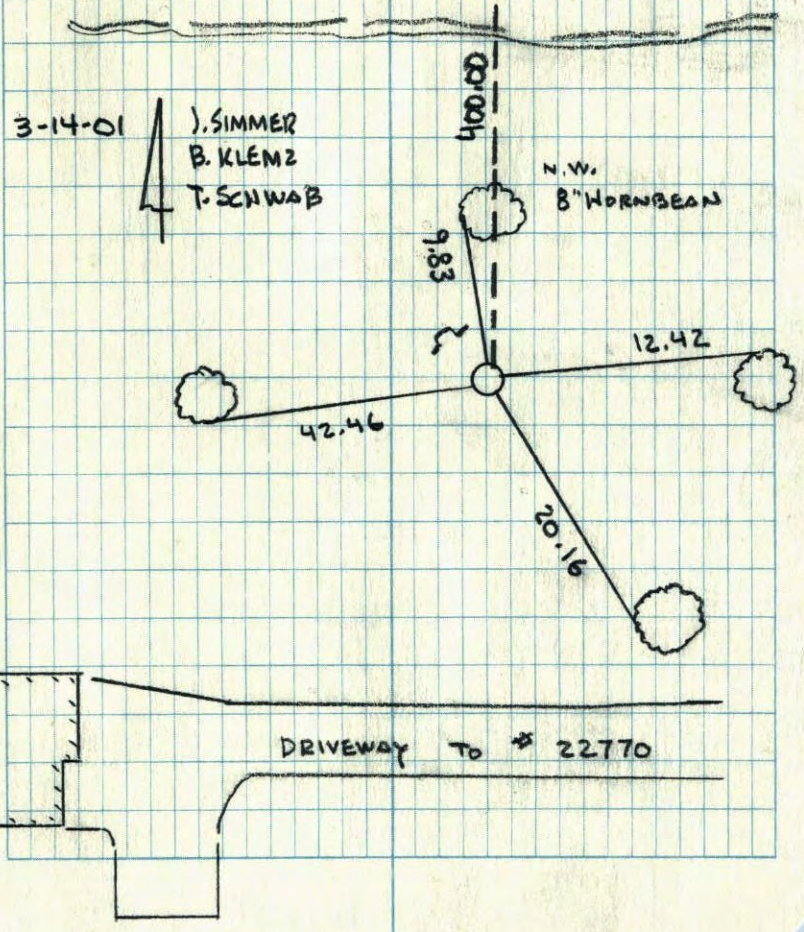 3-14-01
J. SIMMER
B. KLEMZ
T. SCHWAB
400.00
N.W.
8" HORNBEAN
9.83
12.42
42.46
20.16
DRIVEWAY TO # 22770